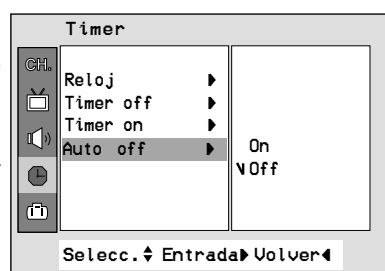 Timer
CH.
Reloj ▶
Timer off ▶
Timer on ▶
Auto off ▶
On
√Off
Selecc.♦ Entrada▶ Volver◀